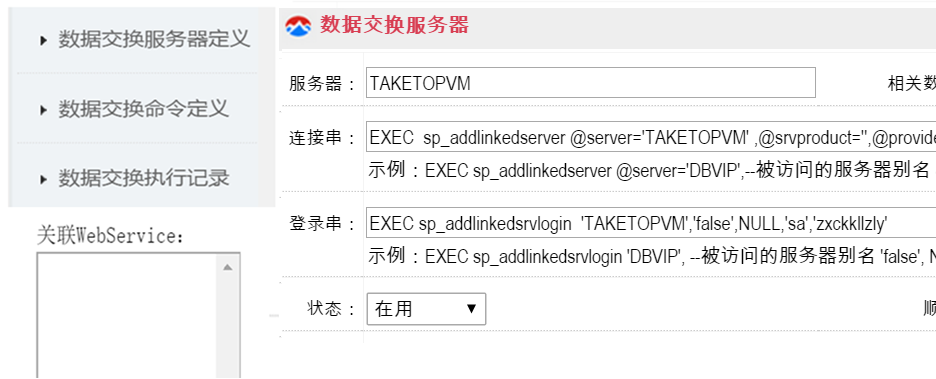 数据交换服务器定义
数据交换命令定义
数据交换执行记录
关联WebService:
数据交换服务器
服务器： TAKETOPVM 相关数
连接串： EXEC sp_addlinkedserver @server='TAKETOPVM' ,@srvproduct='',@provide
示例：EXEC sp_addlinkedserver @server='DBVIP',--被访问的服务器别名
登录串： EXEC sp_addlinkedsrvlogin 'TAKETOPVM','false',NULL,'sa','zxckkllzly'
示例：EXEC sp_addlinkedsrvlogin 'DBVIP', --被访问的服务器别名 'false', N
状态： 在用 顺